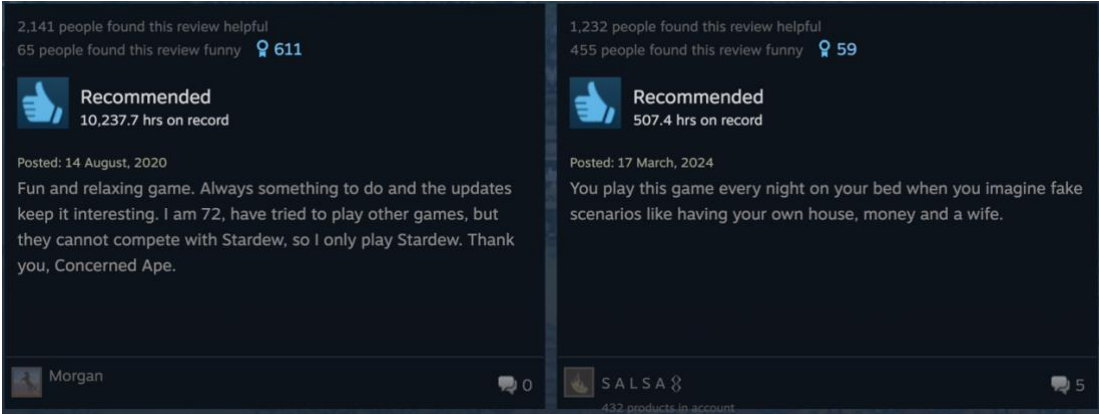 2,141 people found this review helpful
65 people found this review funny 611
Recommended
10,237.7 hrs on record
Posted: 14 August, 2020
Fun and relaxing game. Always something to do and the updates
keep it interesting. I am 72, have tried to play other games, but
they cannot compete with Stardew, so I only play Stardew. Thank
you, Concerned Ape.
Morgan
0
1,232 people found this review helpful
455 people found this review funny 59
Recommended
507.4 hrs on record
Posted: 17 March, 2024
You play this game every night on your bed when you imagine fake
scenarios like having your own house, money and a wife.
S A L S A
5
432 products in account